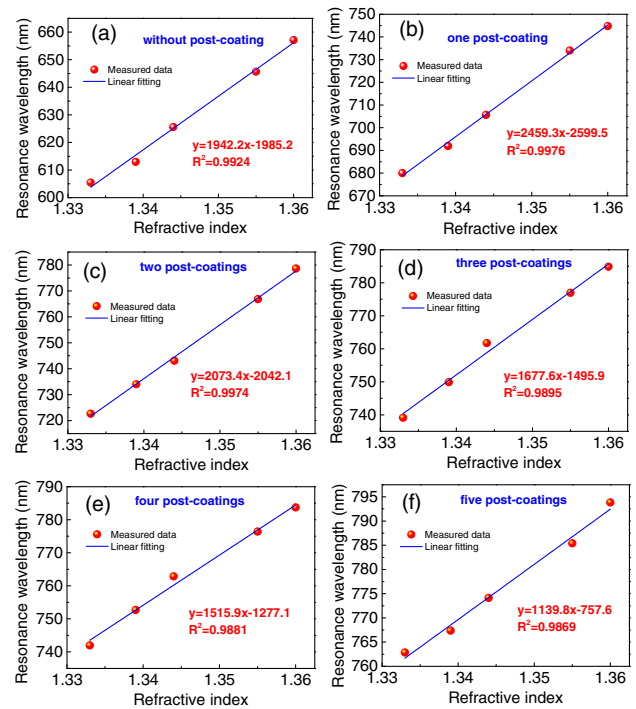 (a)
without post-coating
Measured data
Linear fitting
y=1942.2x-1985.2
R²=0.9924
Resonance wavelength (nm)
660
650
640
630
620
610
600
1.33 1.34 1.35 1.36
Refractive index
(b)
one post-coating
Measured data
Linear fitting
y=2459.3x-2599.5
R²=0.9976
Resonance wavelength (nm)
750
740
730
720
710
700
690
680
670
1.33 1.34 1.35 1.36
Refractive index
(c)
two post-coatings
Measured data
Linear fitting
y=2073.4x-2042.1
R²=0.9974
Resonance wavelength (nm)
780
770
760
750
740
730
720
1.33 1.34 1.35 1.36
Refractive index
(d)
three post-coatings
Measured data
Linear fitting
y=1677.6x-1495.9
R²=0.9895
Resonance wavelength (nm)
790
780
770
760
750
740
1.33 1.34 1.35 1.36
Refractive index
(e)
four post-coatings
Measured data
Linear fitting
y=1515.9x-1277.1
R²=0.9881
Resonance wavelength (nm)
790
780
770
760
750
740
1.33 1.34 1.35 1.36
Refractive index
(f)
five post-coatings
Measured data
Linear fitting
y=1139.8x-757.6
R²=0.9869
Resonance wavelength (nm)
795
790
785
780
775
770
765
760
1.33 1.34 1.35 1.36
Refractive index